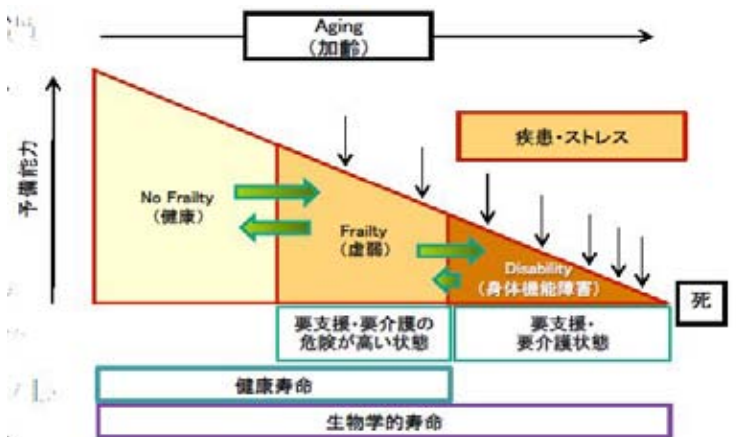 Aging
（加齢）
疾患・ストレス
予備能力
No Frailty
（健康）
Frailty
（虚弱）
Disability
（身体機能障害）
死
要支援・要介護の
危険が高い状態
要支援・
要介護状態
健康寿命
生物学的寿命